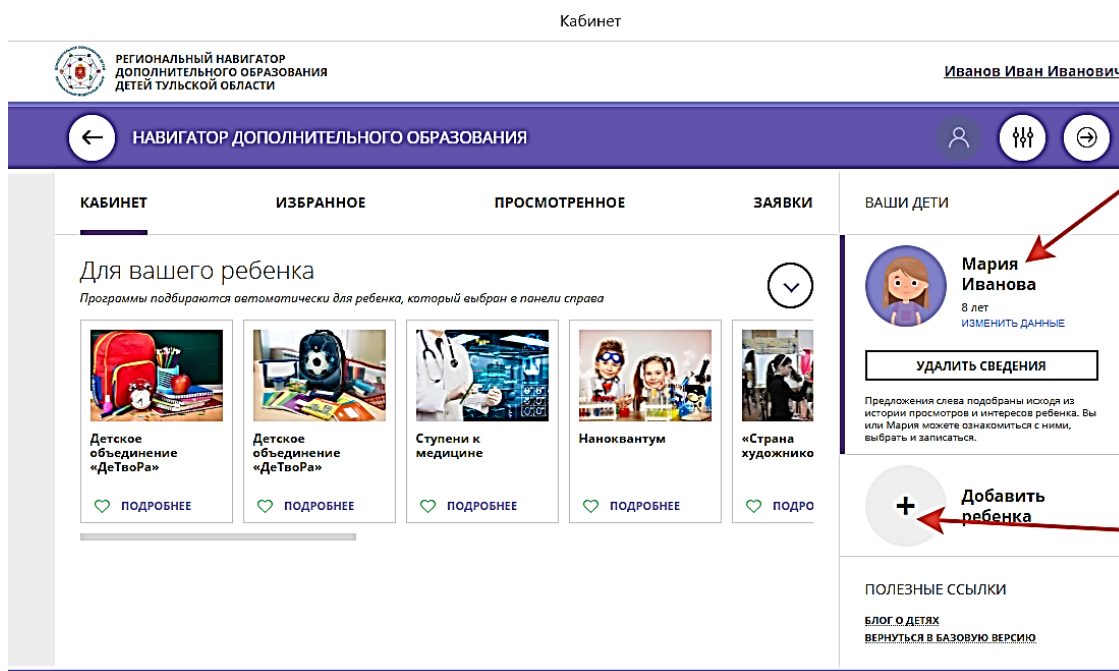 Кабинет
РЕГИОНАЛЬНЫЙ НАВИГАТОР
ДОПОЛНИТЕЛЬНОГО ОБРАЗОВАНИЯ
ДЕТЕЙ ТУЛЬСКОЙ ОБЛАСТИ
Иванов Иван Иванович
НАВИГАТОР ДОПОЛНИТЕЛЬНОГО ОБРАЗОВАНИЯ
КАБИНЕТ
ИЗБРАННОЕ
ПРОСМОТРЕННОЕ
ЗАЯВКИ
Для вашего ребенка
Программы подбираются автоматически для ребенка, который выбран в панели справа
Детское
объединение
«ДеТвоРа»
ПОДРОБНЕЕ
Детское
объединение
«ДеТвоРа»
ПОДРОБНЕЕ
Ступени к
медицине
ПОДРОБНЕЕ
Наноквантум
ПОДРОБНЕЕ
«Страна
художнико
ПОДРО
ВАШИ ДЕТИ
Мария
Иванова
8 лет
ИЗМЕНИТЬ ДАННЫЕ
УДАЛИТЬ СВЕДЕНИЯ
Предложения слева подобраны исходя из
истории просмотров и интересов ребенка. Вы
или Мария можете ознакомиться с ними,
выбрать и записаться.
Добавить
ребенка
ПОЛЕЗНЫЕ ССЫЛКИ
БЛОГ О ДЕТЯХ
ВЕРНУТЬСЯ В БАЗОВУЮ ВЕРСИЮ